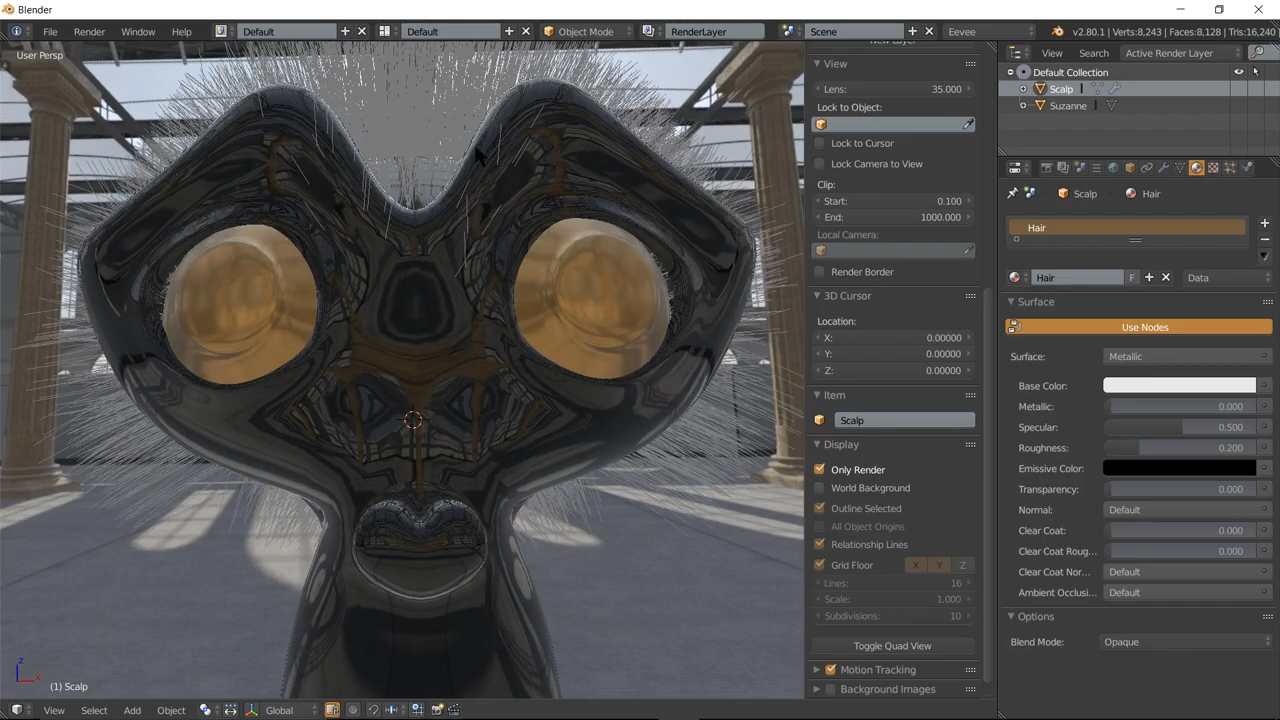 Blender
File Render Window Help Default Default Object Mode RenderLayer Scene Eevee v2.80.1 | Verts:8,243 | Faces:8,128 | Tris:16,240
User Persp
New Layer
View
Lens: 35.000
Lock to Object:
Lock to Cursor
Lock Camera to View
Clip:
Start: 0.100
End: 1000.000
Local Camera:
Render Border
3D Cursor
Location:
X: 0.00000
Y: 0.00000
Z: 0.00000
Item
Scalp
Display
Only Render
World Background
Outline Selected
All Object Origins
Relationship Lines
Grid Floor X Y Z
Lines: 16
Scale: 1.000
Subdivisions: 10
Toggle Quad View
Motion Tracking
Background Images
View Search Active Render Layer
Default Collection
Scalp
Suzanne
Scalp Hair
Hair
Hair F Data
Surface
Use Nodes
Surface: Metallic
Base Color:
Metallic: 0.000
Specular: 0.500
Roughness: 0.200
Emissive Color:
Transparency: 0.000
Normal: Default
Clear Coat: 0.000
Clear Coat Roug... 0.000
Clear Coat Nor... Default
Ambient Occlusi... Default
Options
Blend Mode: Opaque
z
x
(1) Scalp
View Select Add Object Global